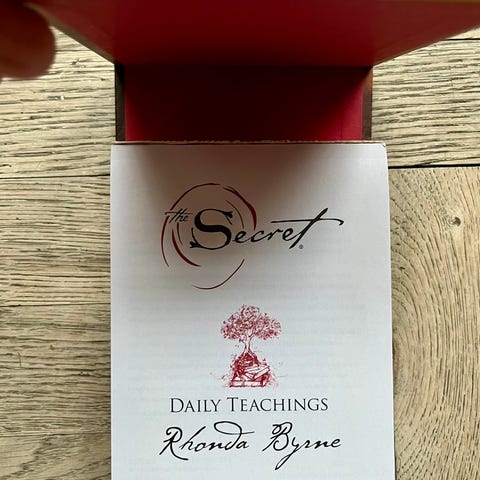 the Secret®
DAILY TEACHINGS
Rhonda Byrne